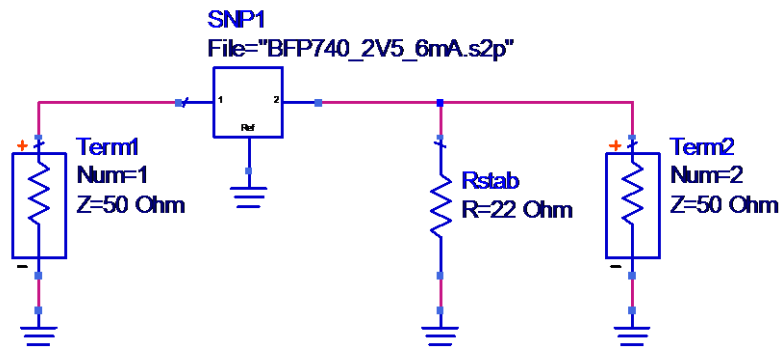 SNP1
File="BFP740_2V5_6mA.s2p"
1
2
Ref
+
Term1
Num=1
Z=50 Ohm
-
Rstab
R=22 Ohm
+
Term2
Num=2
Z=50 Ohm
-